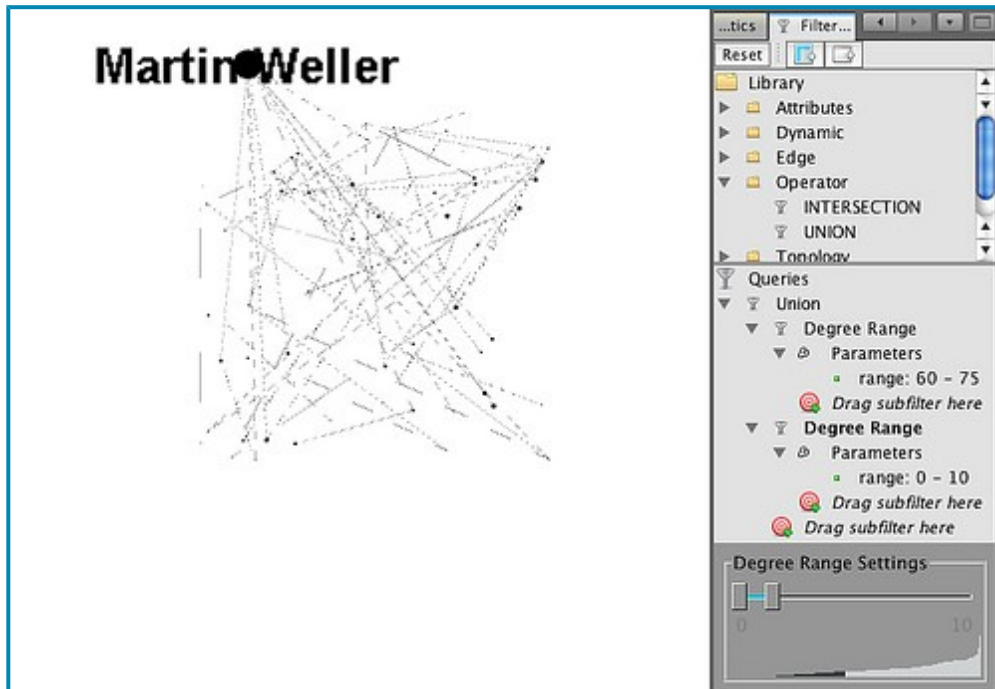 Martin Weller
...tics Filter...
Reset
Library
Attributes
Dynamic
Edge
Operator
INTERSECTION
UNION
Topology
Queries
Union
Degree Range
Parameters
range: 60 - 75
Drag subfilter here
Degree Range
Parameters
range: 0 - 10
Drag subfilter here
Drag subfilter here
Degree Range Settings
0 10